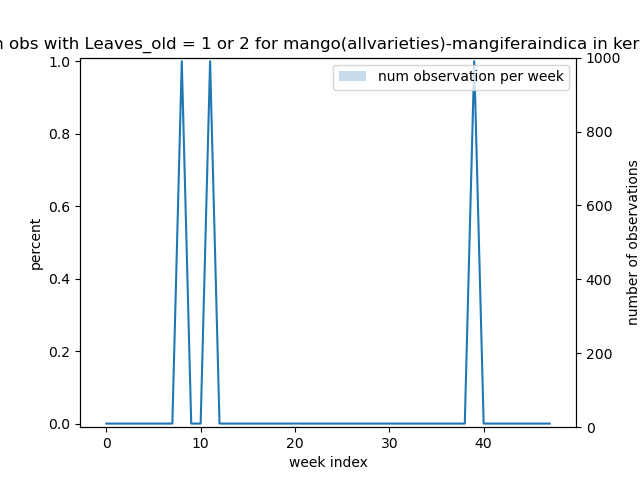 obs with Leaves_old = 1 or 2 for mango(allvarieties)-mangiferaindica in ker
num observation per week
1.0
0.8
0.6
0.4
0.2
0.0
percent
1000
800
600
400
200
0
number of observations
0 10 20 30 40
week index